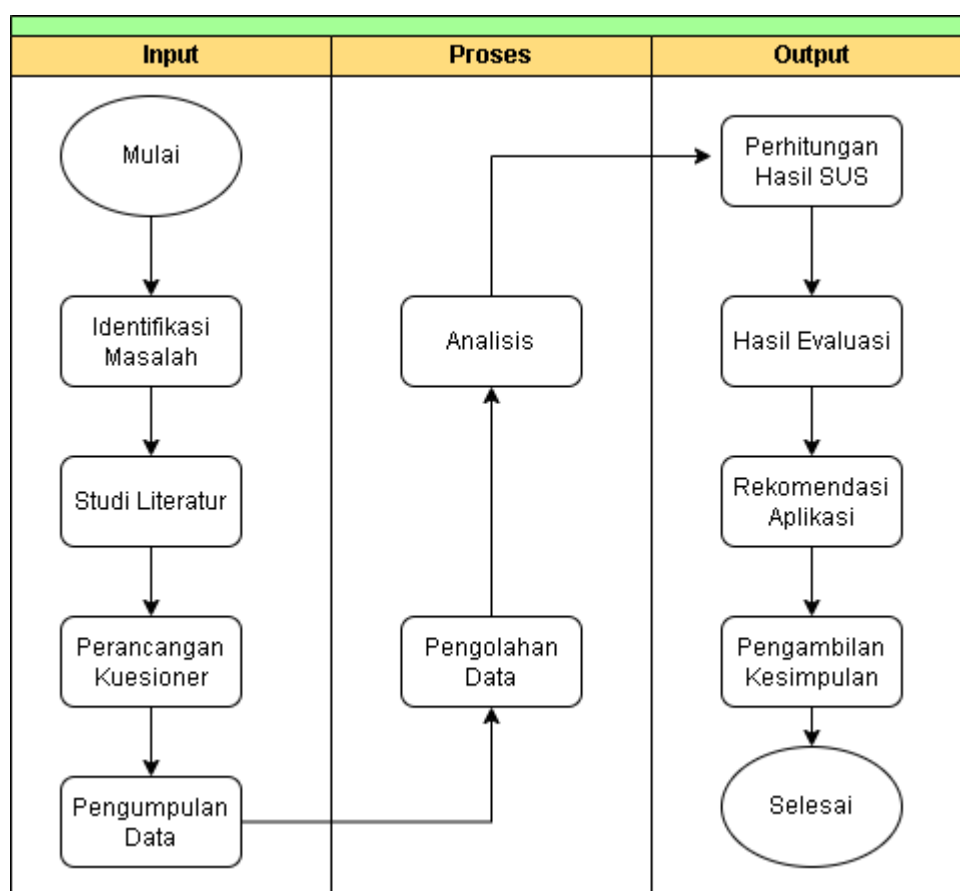 Input
Proses
Output
Mulai
Identifikasi
Masalah
Studi Literatur
Perancangan
Kuesioner
Pengumpulan
Data
Pengolahan
Data
Analisis
Perhitungan
Hasil SUS
Hasil Evaluasi
Rekomendasi
Aplikasi
Pengambilan
Kesimpulan
Selesai